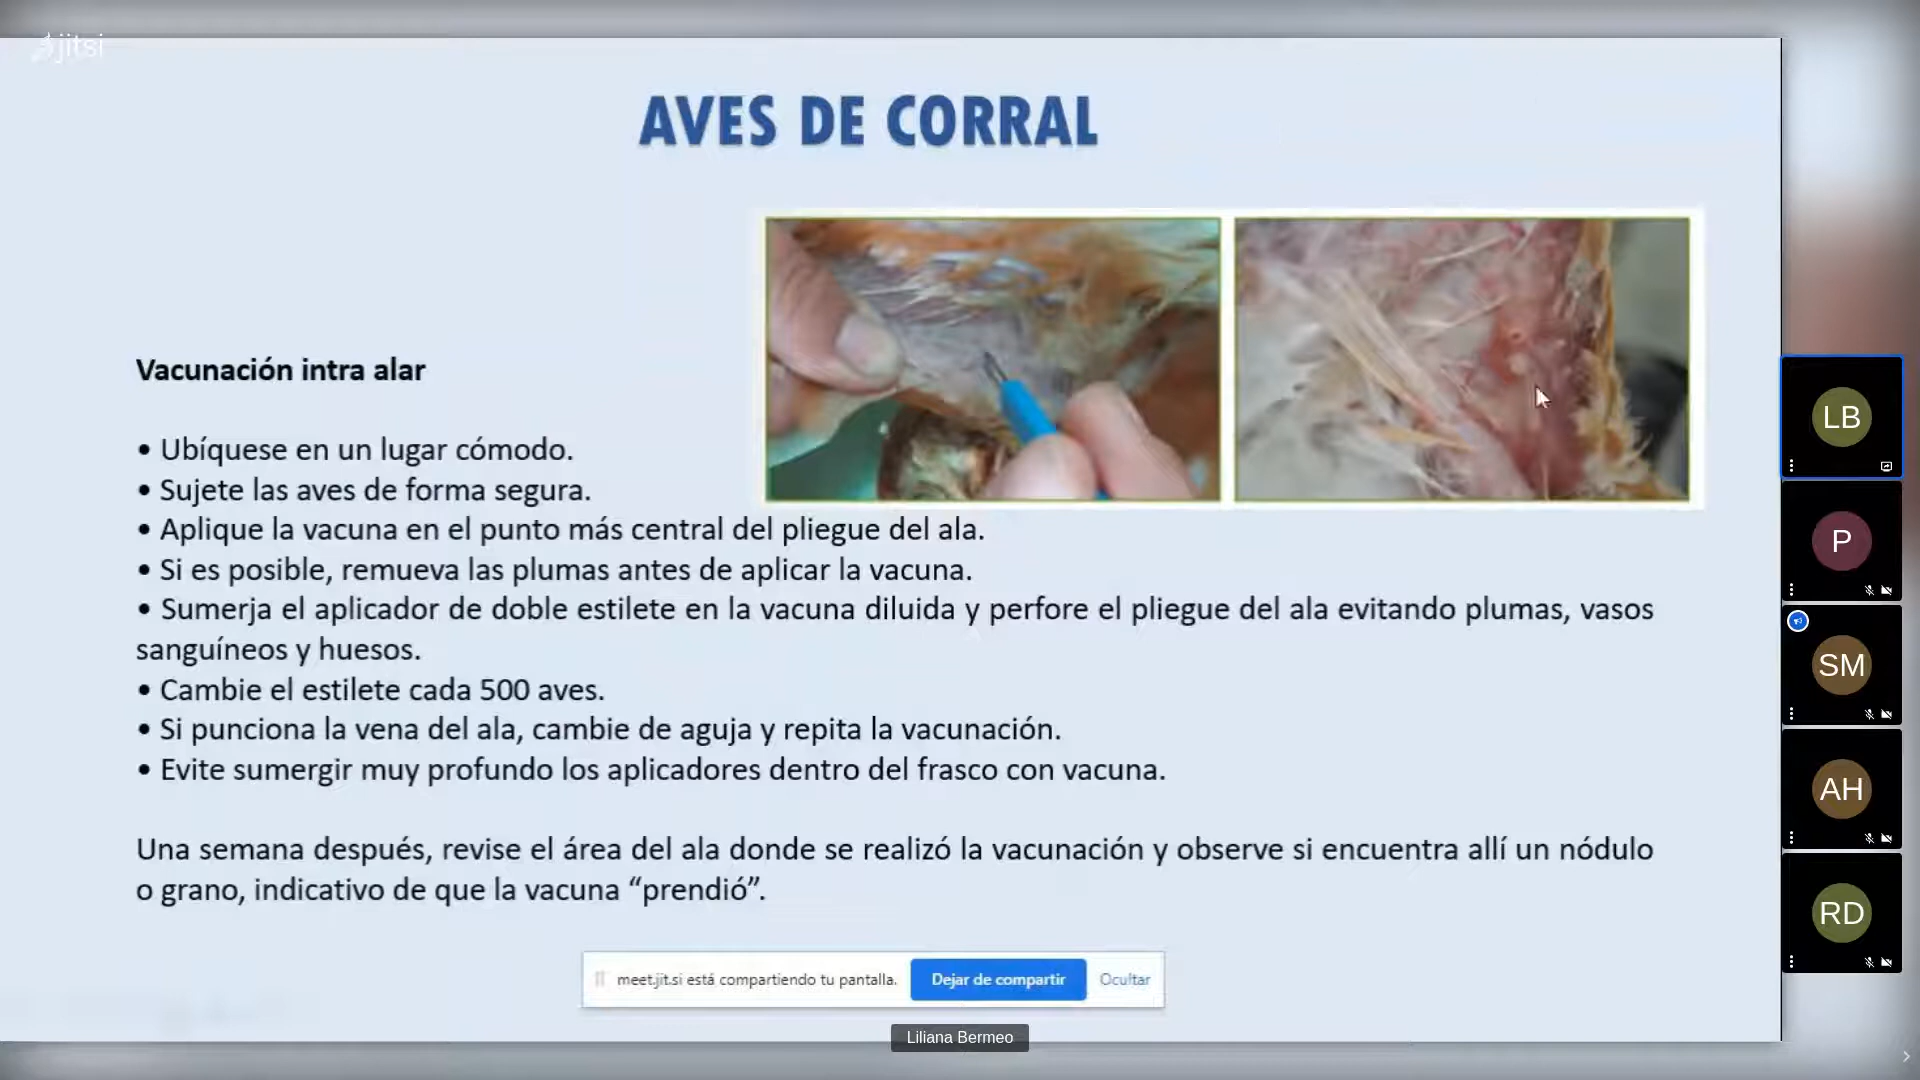 jitsi
AVES DE CORRAL
Vacunación intra alar
• Ubíquese en un lugar cómodo.
• Sujete las aves de forma segura.
• Aplique la vacuna en el punto más central del pliegue del ala.
• Si es posible, remueva las plumas antes de aplicar la vacuna.
• Sumerja el aplicador de doble estilete en la vacuna diluida y perfore el pliegue del ala evitando plumas, vasos
sanguíneos y huesos.
• Cambie el estilete cada 500 aves.
• Si punciona la vena del ala, cambie de aguja y repita la vacunación.
• Evite sumergir muy profundo los aplicadores dentro del frasco con vacuna.
Una semana después, revise el área del ala donde se realizó la vacunación y observe si encuentra allí un nódulo
o grano, indicativo de que la vacuna “prendió”.
meet.jit.si está compartiendo tu pantalla.
Dejar de compartir
Ocultar
Liliana Bermeo
LB
P
SM
AH
RD